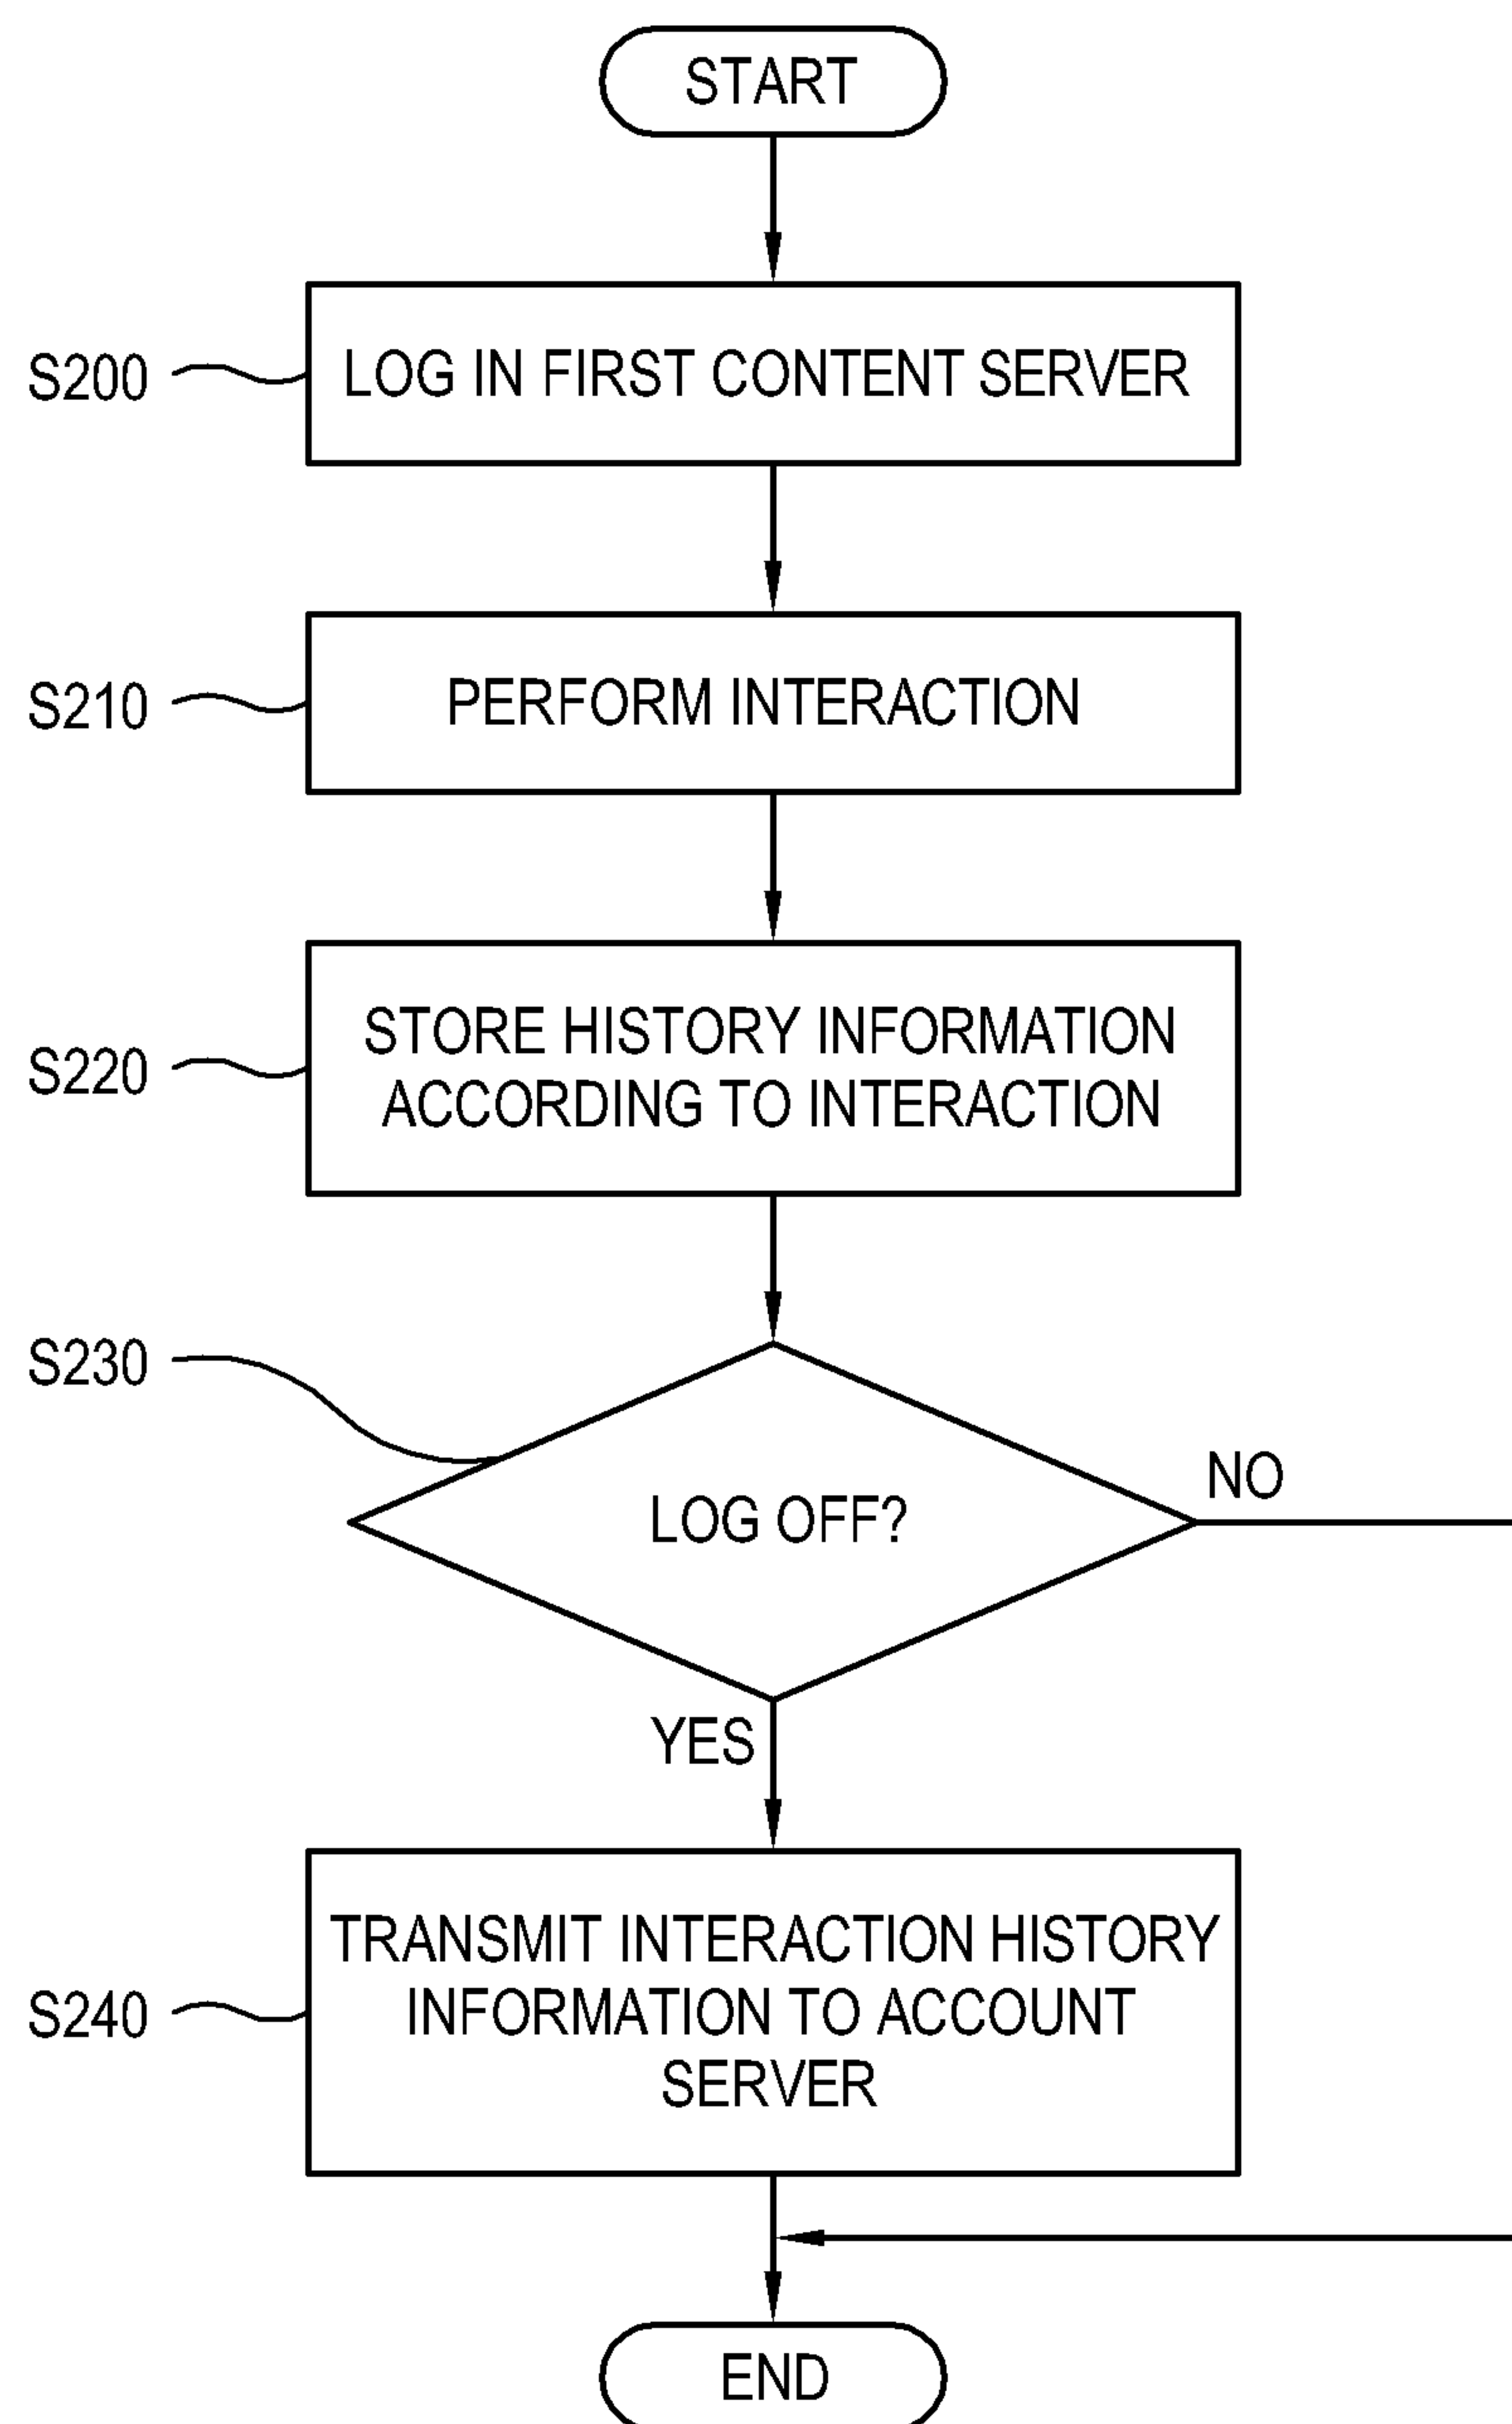 START
S200
LOG IN FIRST CONTENT SERVER
S210
PERFORM INTERACTION
S220
STORE HISTORY INFORMATION
ACCORDING TO INTERACTION
S230
LOG OFF?
NO
YES
S240
TRANSMIT INTERACTION HISTORY
INFORMATION TO ACCOUNT
SERVER
END